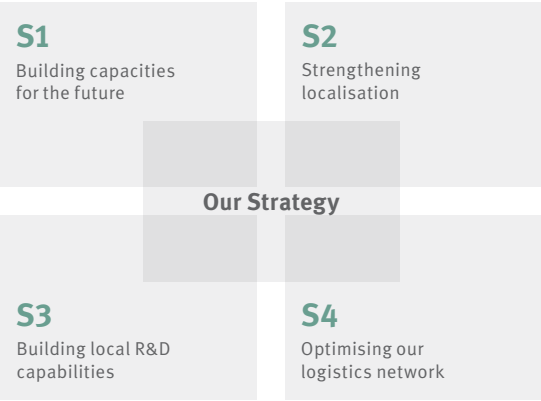 S1
Building capacities
for the future
S2
Strengthening
localisation
Our Strategy
S3
Building local R&D
capabilities
S4
Optimising our
logistics network